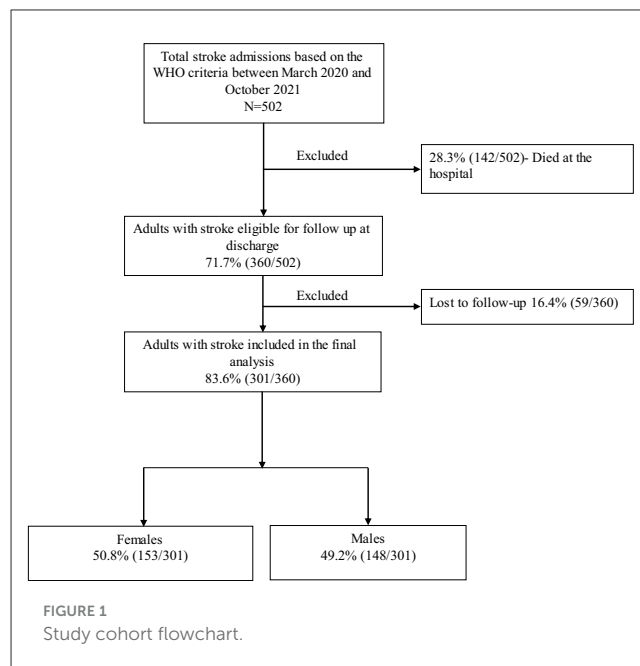 Total stroke admissions based on the
WHO criteria between March 2020 and
October 2021
N=502
Excluded
28.3% (142/502)- Died at the
hospital
Adults with stroke eligible for follow up at
discharge
71.7% (360/502)
Excluded
Lost to follow-up 16.4% (59/360)
Adults with stroke included in the final
analysis
83.6% (301/360)
Females
50.8% (153/301)
Males
49.2% (148/301)
FIGURE 1
Study cohort flowchart.